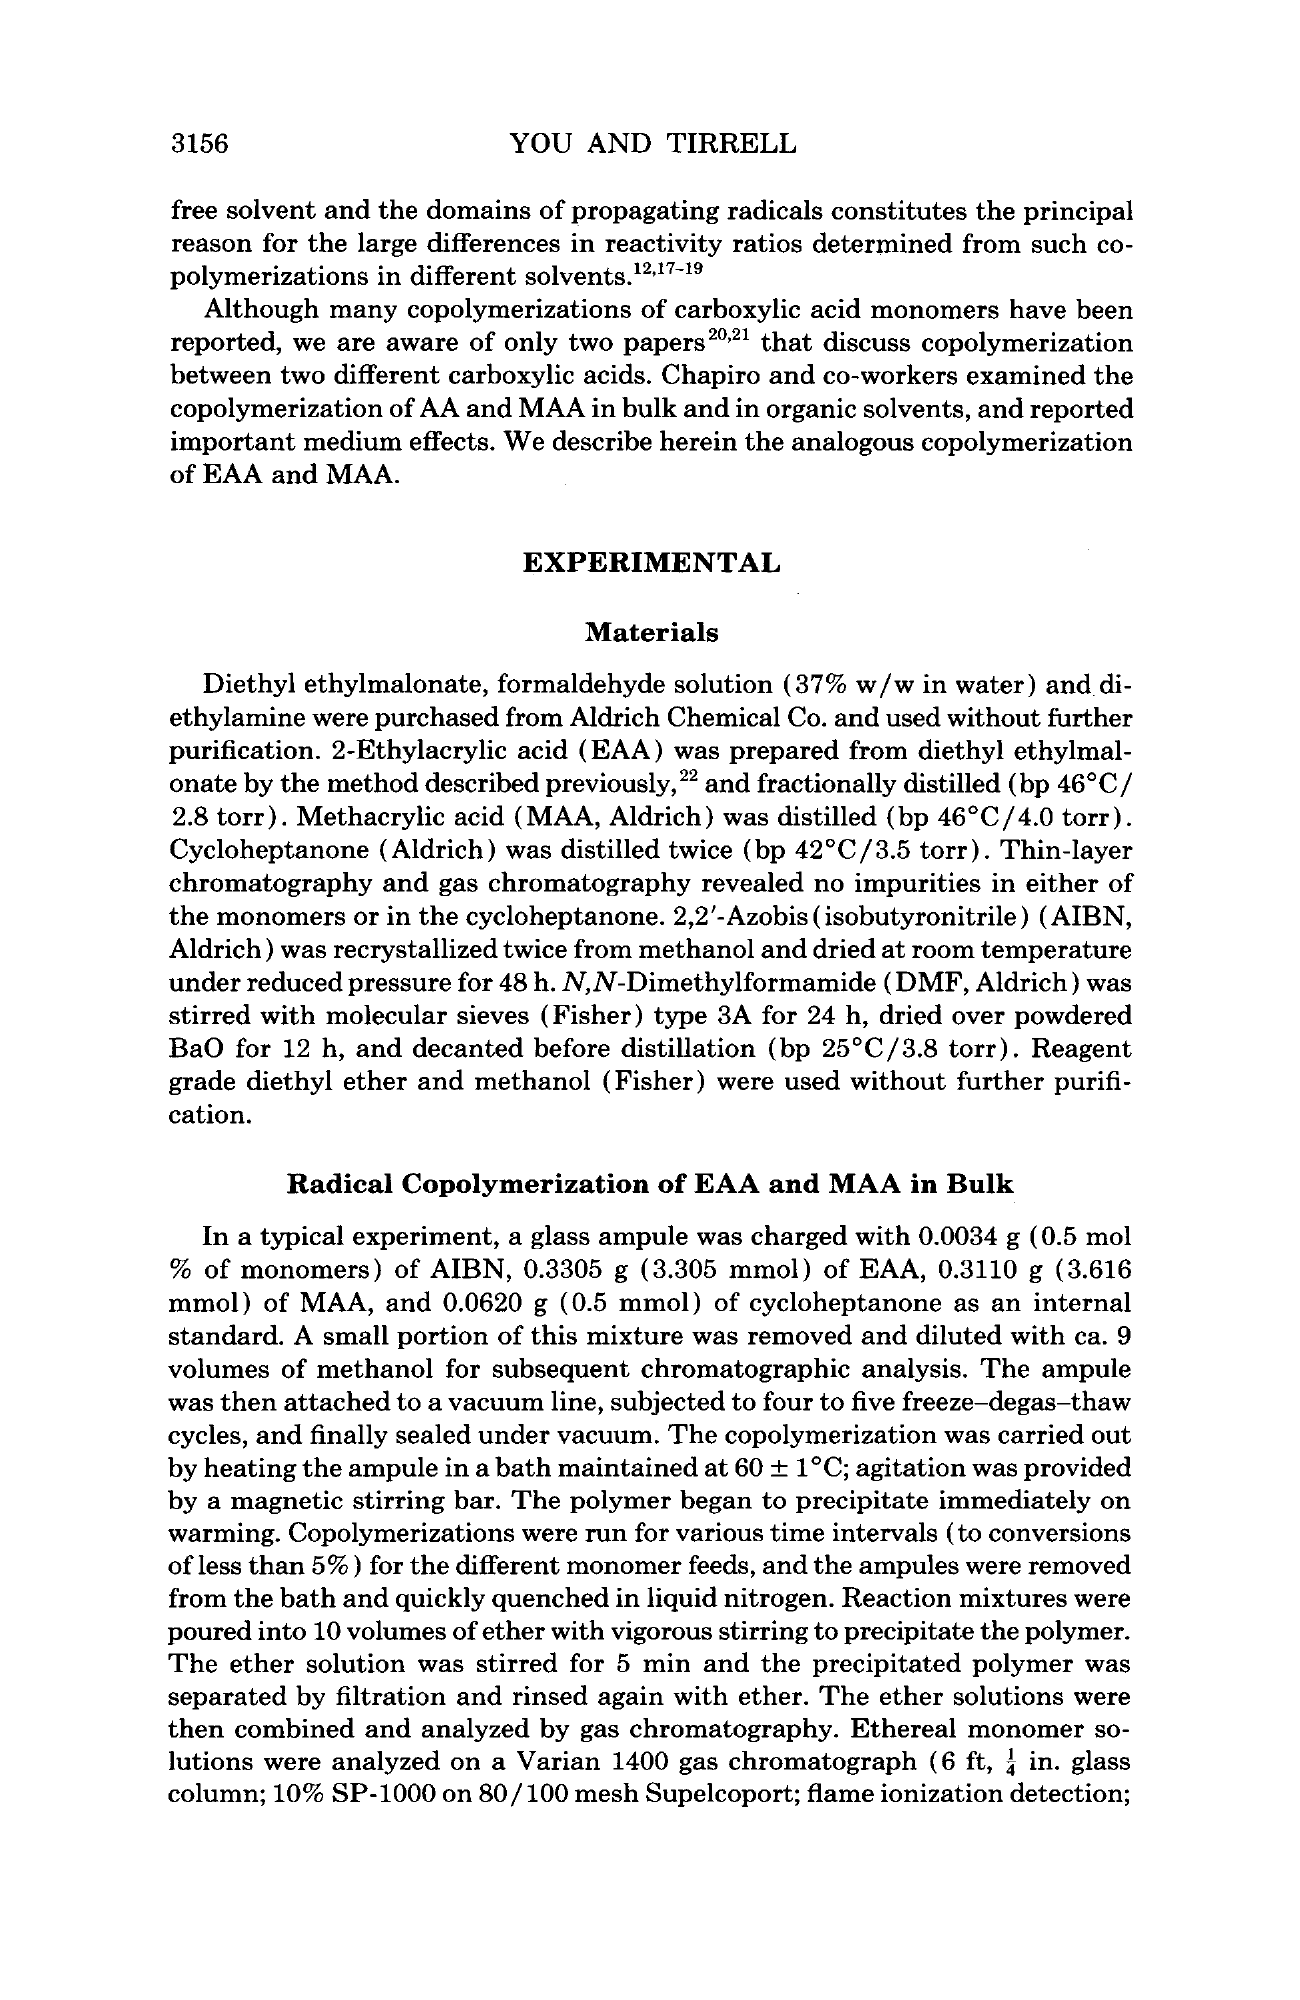 3156 YOU AND TIRRELL
free solvent and the domains of propagating radicals constitutes the principal
reason for the large differences in reactivity ratios determined from such co-
polymerizations in different solvents.12,17-19
Although many copolymerizations of carboxylic acid monomers have been
reported, we are aware of only two papers20,21 that discuss copolymerization
between two different carboxylic acids. Chapiro and co-workers examined the
copolymerization of AA and MAA in bulk and in organic solvents, and reported
important medium effects. We describe herein the analogous copolymerization
of EAA and MAA.
EXPERIMENTAL
Materials
Diethyl ethylmalonate, formaldehyde solution (37% w/w in water) and di-
ethylamine were purchased from Aldrich Chemical Co. and used without further
purification. 2-Ethylacrylic acid (EAA) was prepared from diethyl ethylmal-
onate by the method described previously,22 and fractionally distilled (bp 46°C/
2.8 torr). Methacrylic acid (MAA, Aldrich) was distilled (bp 46°C/4.0 torr).
Cycloheptanone (Aldrich) was distilled twice (bp 42°C/3.5 torr). Thin-layer
chromatography and gas chromatography revealed no impurities in either of
the monomers or in the cycloheptanone. 2,2'-Azobis(isobutyronitrile) (AIBN,
Aldrich) was recrystallized twice from methanol and dried at room temperature
under reduced pressure for 48 h. N,N-Dimethylformamide (DMF, Aldrich) was
stirred with molecular sieves (Fisher) type 3A for 24 h, dried over powdered
BaO for 12 h, and decanted before distillation (bp 25°C/3.8 torr). Reagent
grade diethyl ether and methanol (Fisher) were used without further purifi-
cation.
Radical Copolymerization of EAA and MAA in Bulk
In a typical experiment, a glass ampule was charged with 0.0034 g (0.5 mol
% of monomers) of AIBN, 0.3305 g (3.305 mmol) of EAA, 0.3110 g (3.616
mmol) of MAA, and 0.0620 g (0.5 mmol) of cycloheptanone as an internal
standard. A small portion of this mixture was removed and diluted with ca. 9
volumes of methanol for subsequent chromatographic analysis. The ampule
was then attached to a vacuum line, subjected to four to five freeze–degas–thaw
cycles, and finally sealed under vacuum. The copolymerization was carried out
by heating the ampule in a bath maintained at 60 ± 1°C; agitation was provided
by a magnetic stirring bar. The polymer began to precipitate immediately on
warming. Copolymerizations were run for various time intervals (to conversions
of less than 5%) for the different monomer feeds, and the ampules were removed
from the bath and quickly quenched in liquid nitrogen. Reaction mixtures were
poured into 10 volumes of ether with vigorous stirring to precipitate the polymer.
The ether solution was stirred for 5 min and the precipitated polymer was
separated by filtration and rinsed again with ether. The ether solutions were
then combined and analyzed by gas chromatography. Ethereal monomer so-
lutions were analyzed on a Varian 1400 gas chromatograph (6 ft, ¼ in. glass
column; 10% SP-1000 on 80/100 mesh Supelcoport; flame ionization detection;